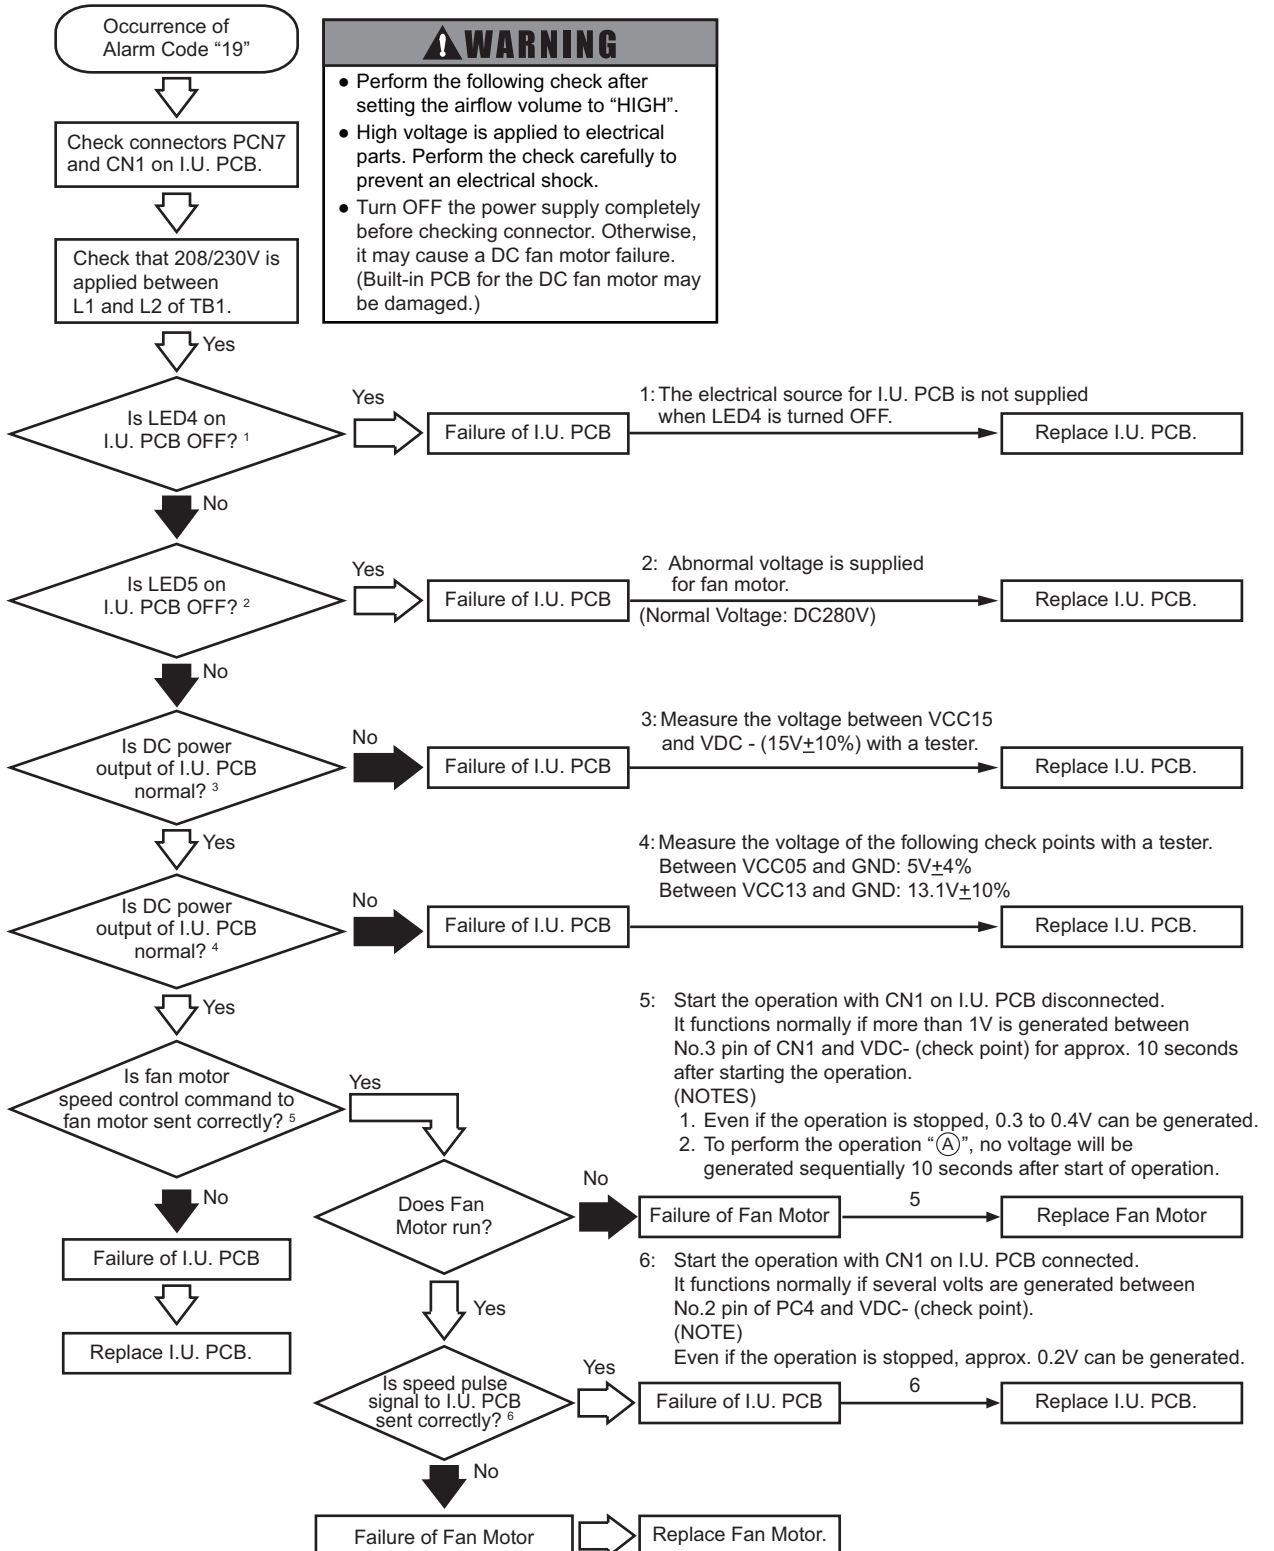 Occurrence of
Alarm Code “19”
WARNING
● Perform the following check after
setting the airflow volume to “HIGH”.
● High voltage is applied to electrical
parts. Perform the check carefully to
prevent an electrical shock.
● Turn OFF the power supply completely
before checking connector. Otherwise,
it may cause a DC fan motor failure.
(Built-in PCB for the DC fan motor may
be damaged.)
Check connectors PCN7
and CN1 on I.U. PCB.
Check that 208/230V is
applied between
L1 and L2 of TB1.
Yes
Is LED4 on
I.U. PCB OFF? 1
Yes
Failure of I.U. PCB
1: The electrical source for I.U. PCB is not supplied
when LED4 is turned OFF.
Replace I.U. PCB.
No
Is LED5 on
I.U. PCB OFF? 2
Yes
Failure of I.U. PCB
2: Abnormal voltage is supplied
for fan motor.
(Normal Voltage: DC280V)
Replace I.U. PCB.
No
Is DC power
output of I.U. PCB
normal? 3
No
Failure of I.U. PCB
3: Measure the voltage between VCC15
and VDC - (15V±10%) with a tester.
Replace I.U. PCB.
Yes
Is DC power
output of I.U. PCB
normal? 4
No
Failure of I.U. PCB
4: Measure the voltage of the following check points with a tester.
Between VCC05 and GND: 5V±4%
Between VCC13 and GND: 13.1V±10%
Replace I.U. PCB.
Yes
Is fan motor
speed control command to
fan motor sent correctly? 5
Yes
5: Start the operation with CN1 on I.U. PCB disconnected.
It functions normally if more than 1V is generated between
No.3 pin of CN1 and VDC- (check point) for approx. 10 seconds
after starting the operation.
(NOTES)
1. Even if the operation is stopped, 0.3 to 0.4V can be generated.
2. To perform the operation “Ⓐ”, no voltage will be
generated sequentially 10 seconds after start of operation.
No
Failure of I.U. PCB
Replace I.U. PCB.
Does Fan
Motor run?
No
Failure of Fan Motor
5
Replace Fan Motor
Yes
6: Start the operation with CN1 on I.U. PCB connected.
It functions normally if several volts are generated between
No.2 pin of PC4 and VDC- (check point).
(NOTE)
Even if the operation is stopped, approx. 0.2V can be generated.
Is speed pulse
signal to I.U. PCB
sent correctly? 6
Yes
Failure of I.U. PCB
6
Replace I.U. PCB.
No
Failure of Fan Motor
Replace Fan Motor.